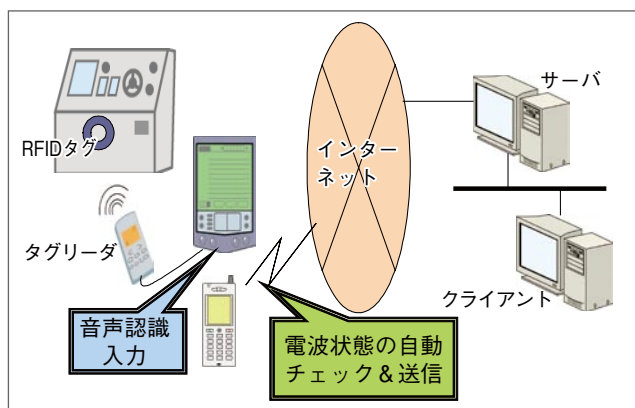 RFIDタグ
タグリーダ
音声認識
入力
電波状態の自動
チェック＆送信
インター
ネット
サーバ
クライアント